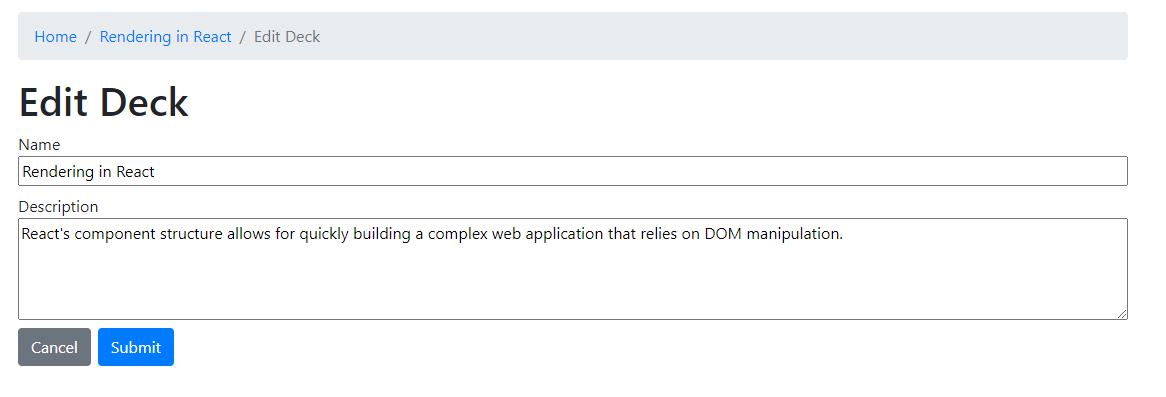 Home / Rendering in React / Edit Deck
Edit Deck
Name
Rendering in React
Description
React's component structure allows for quickly building a complex web application that relies on DOM manipulation.
Cancel Submit